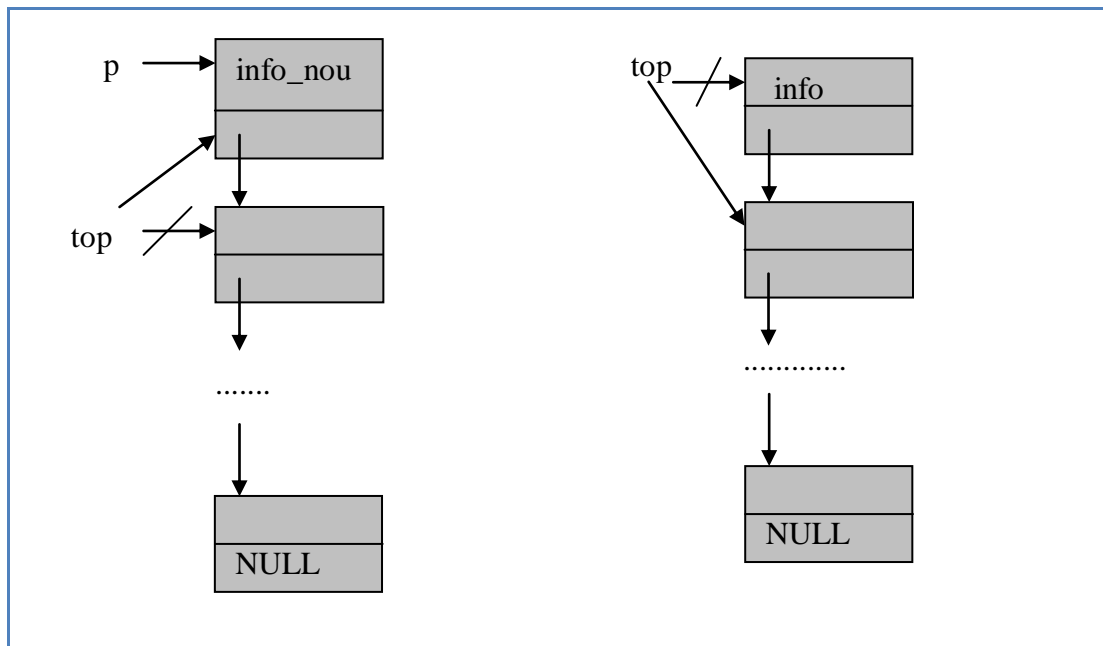 p
info_nou
top
.......
NULL
top
info
.............
NULL